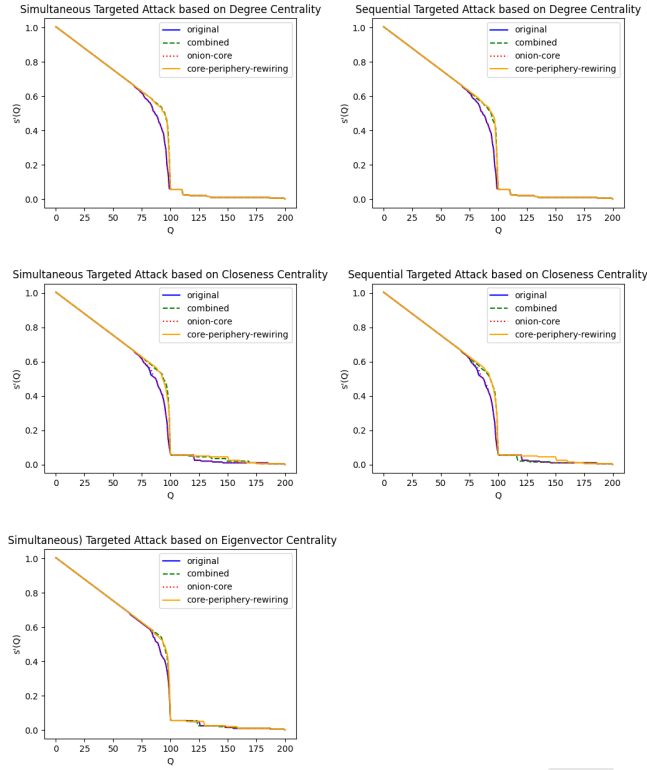 Simultaneous Targeted Attack based on Degree Centrality
1.0
0.8
0.6
0.4
0.2
0.0
s'(Q)
original
combined
onion-core
core-periphery-rewiring
0 25 50 75 100 125 150 175 200
Q
Sequential Targeted Attack based on Degree Centrality
1.0
0.8
0.6
0.4
0.2
0.0
s'(Q)
original
combined
onion-core
core-periphery-rewiring
0 25 50 75 100 125 150 175 200
Q
Simultaneous Targeted Attack based on Closeness Centrality
1.0
0.8
0.6
0.4
0.2
0.0
s'(Q)
original
combined
onion-core
core-periphery-rewiring
0 25 50 75 100 125 150 175 200
Q
Sequential Targeted Attack based on Closeness Centrality
1.0
0.8
0.6
0.4
0.2
0.0
s'(Q)
original
combined
onion-core
core-periphery-rewiring
0 25 50 75 100 125 150 175 200
Q
Simultaneous) Targeted Attack based on Eigenvector Centrality
1.0
0.8
0.6
0.4
0.2
0.0
s'(Q)
original
combined
onion-core
core-periphery-rewiring
0 25 50 75 100 125 150 175 200
Q